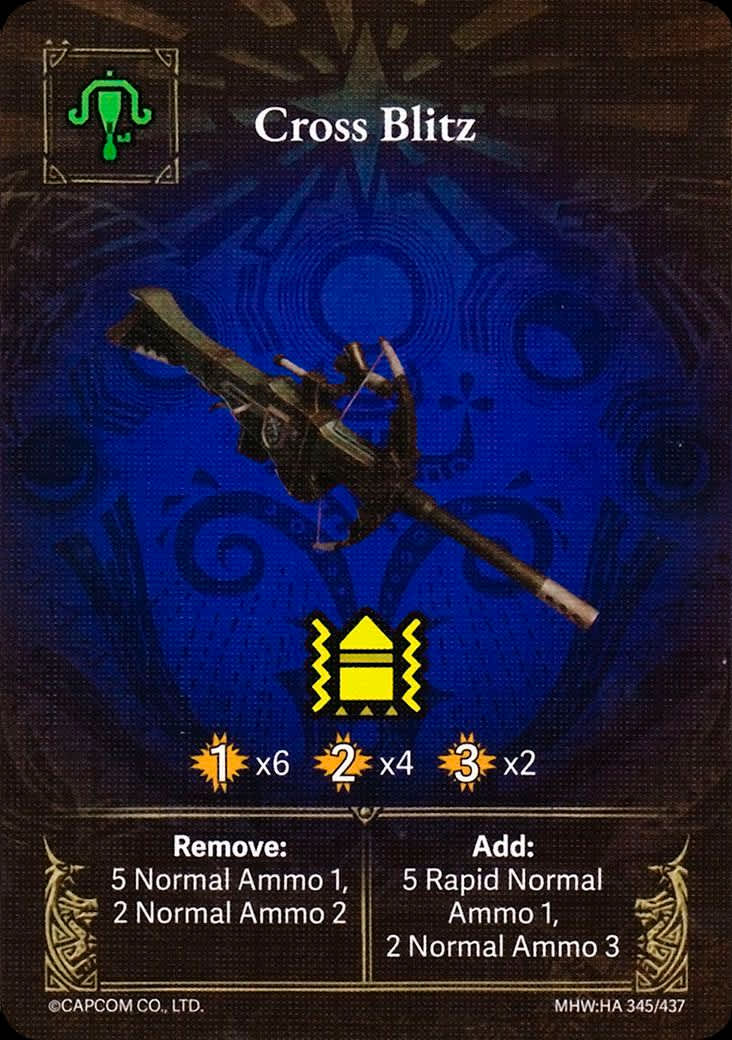 Cross Blitz
1 x6 2 x4 3 x2
Remove:
5 Normal Ammo 1,
2 Normal Ammo 2
Add:
5 Rapid Normal
Ammo 1,
2 Normal Ammo 3
©CAPCOM CO., LTD.
MHW:HA 345/437